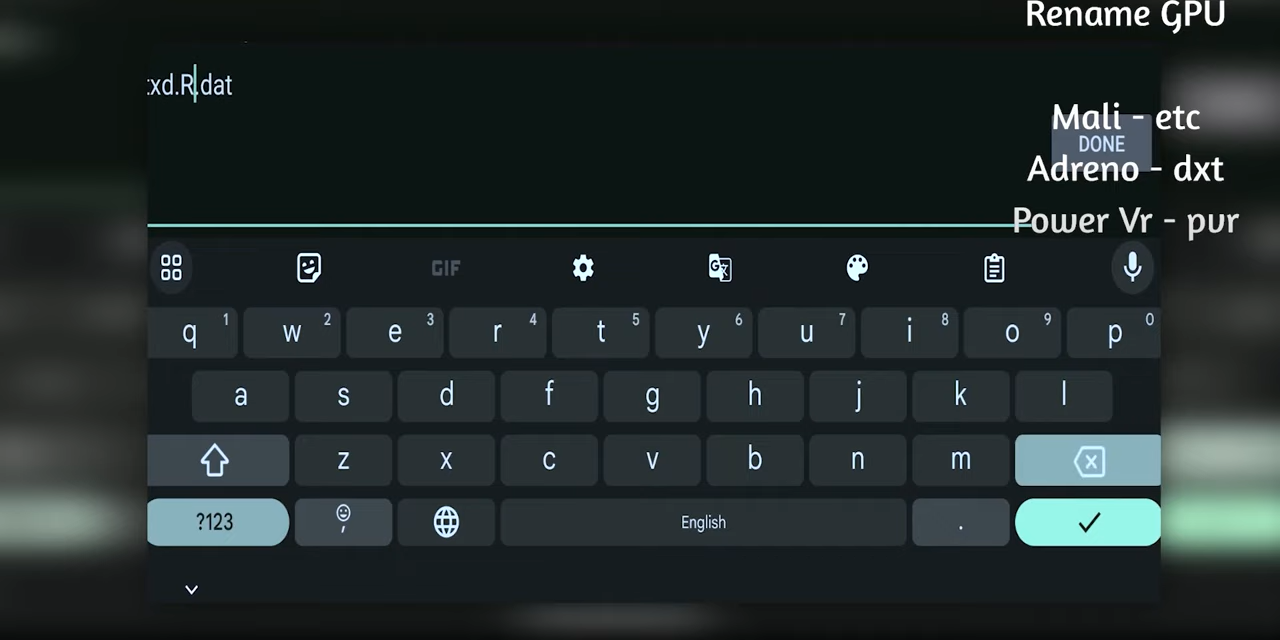 Rename GPU
txd.R.dat
Mali - etc
DONE
Adreno - dxt
Power Vr - pvr
GIF
q 1 w 2 e 3 r 4 t 5 y 6 u 7 i 8 o 9 p 0
a s d f g h j k l
z x c v b n m
?123 , English .